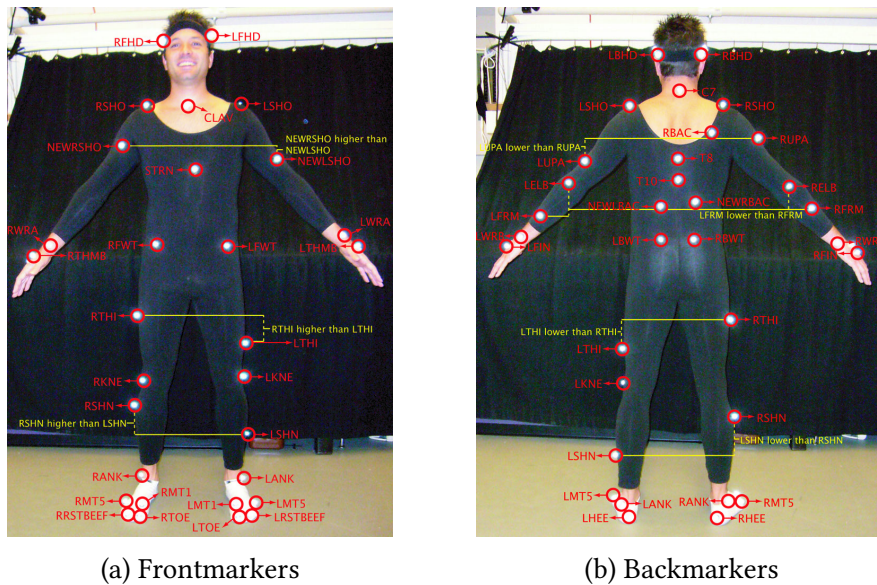 RFHD
LFHD
RSHO
CLAV
LSHO
NEWRSHO
NEWRSHO higher than
NEWLSHO
NEWLSHO
STRN
RWRA
RTHMB
RFWT
LFWT
LWRA
LTHMB
RTHI
RTHI higher than LTHI
LTHI
RKNE
LKNE
RSHN
RSHN higher than LSHN
LSHN
RANK
LANK
RMT1
RMT5
LMT1
LMT5
RRSTBEEF
RTOE
LTOE
LRSTBEEF
(a) Frontmarkers
LBHD
RBHD
C7
LSHO
RSHO
RBAC
RUPA
LUPA lower than RUPA
LUPA
T8
LELB
T10
RELB
LFRM
NEWLBAC
NEWRBAC
RFRM
LFRM lower than RFRM
LWRB
LFIN
LBWT
RBWT
RWRB
RFIN
RTHI
LTHI lower than RTHI
LTHI
LKNE
RSHN
LSHN lower than RSHN
LSHN
LMT5
LANK
RANK
RMT5
LHEE
RHEE
(b) Backmarkers